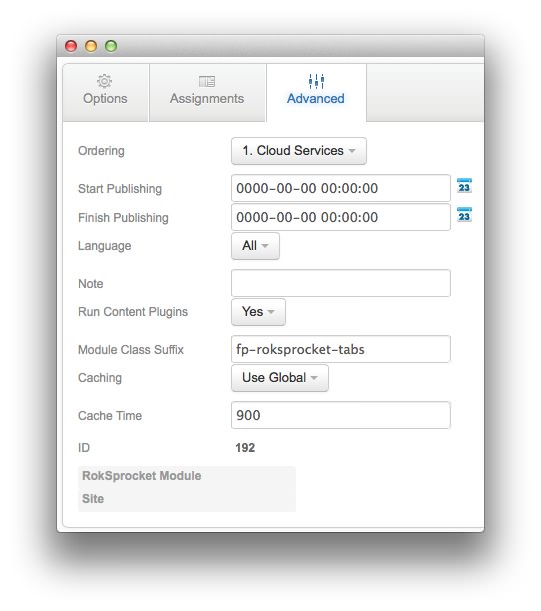 Options Assignments Advanced
Ordering 1. Cloud Services
Start Publishing 0000-00-00 00:00:00 23
Finish Publishing 0000-00-00 00:00:00 23
Language All
Note
Run Content Plugins Yes
Module Class Suffix fp-roksprocket-tabs
Caching Use Global
Cache Time 900
ID 192
RokSprocket Module
Site